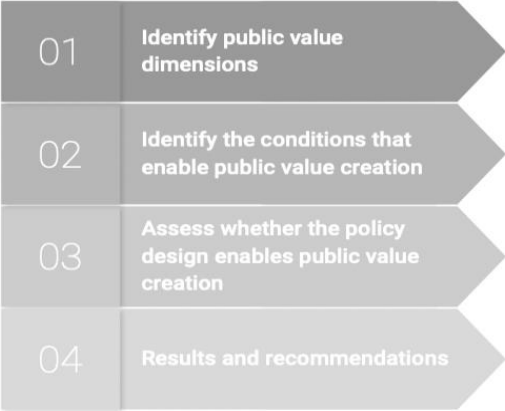 01
Identify public value
dimensions
02
Identify the conditions that
enable public value creation
03
Assess whether the policy
design enables public value
creation
04
Results and recommendations